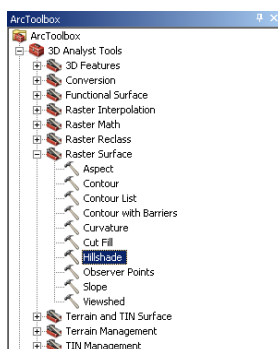 ArcToolbox
ArcToolbox
3D Analyst Tools
3D Features
Conversion
Functional Surface
Raster Interpolation
Raster Math
Raster Reclass
Raster Surface
Aspect
Contour
Contour List
Contour with Barriers
Curvature
Cut Fill
Hillshade
Observer Points
Slope
Viewshed
Terrain and TIN Surface
Terrain Management
TIN Management